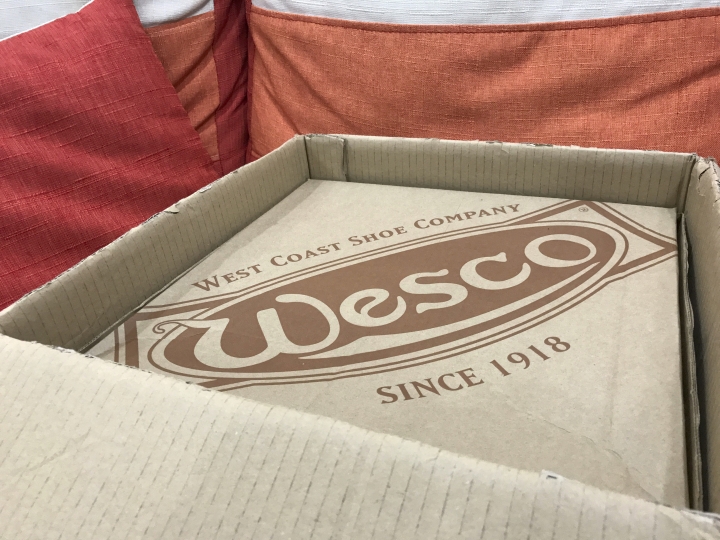 WEST COAST SHOE COMPANY
Wesco
®
SINCE 1918